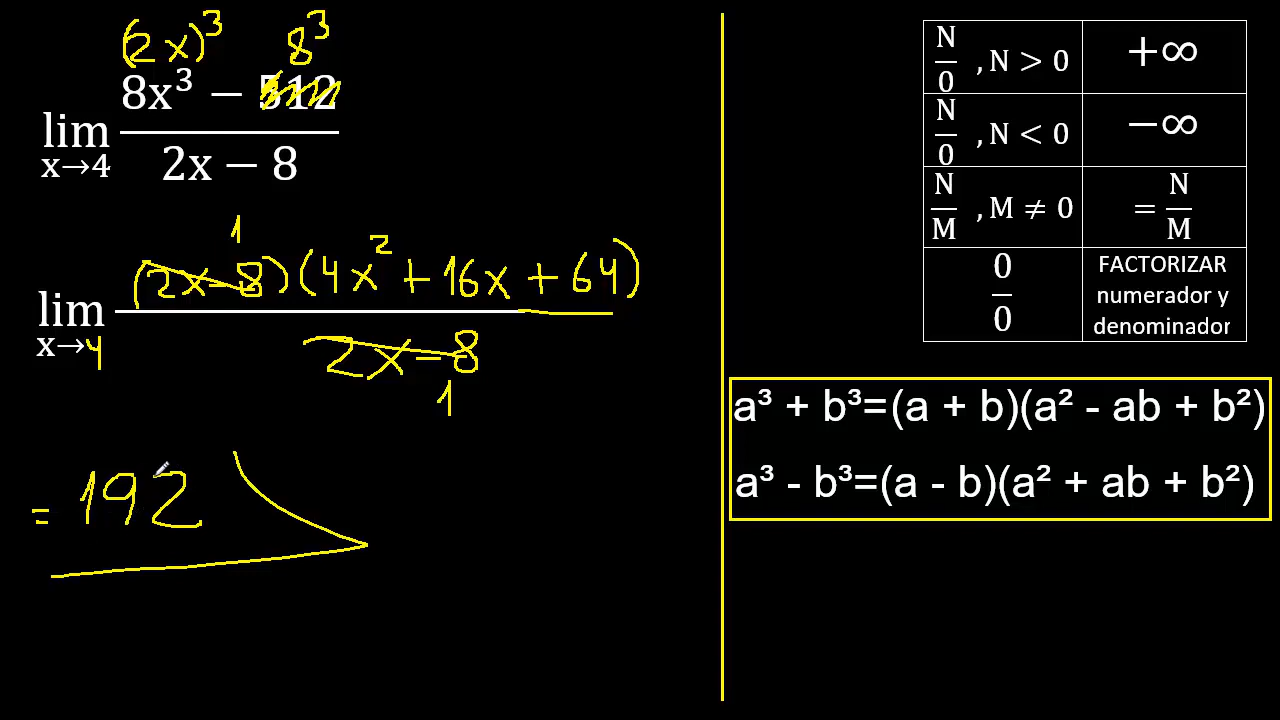 (2x)³ 8³
lim x→4 8x³ − 512 / 2x − 8
1
lim x→4 (2x-8)(4x² + 16x + 64) / 2x-8
1
= 192
N/0 , N > 0 +∞
N/0 , N < 0 −∞
N/M , M ≠ 0 = N/M
0/0 FACTORIZAR
numerador y
denominador
a³ + b³=(a + b)(a² - ab + b²)
a³ - b³=(a - b)(a² + ab + b²)